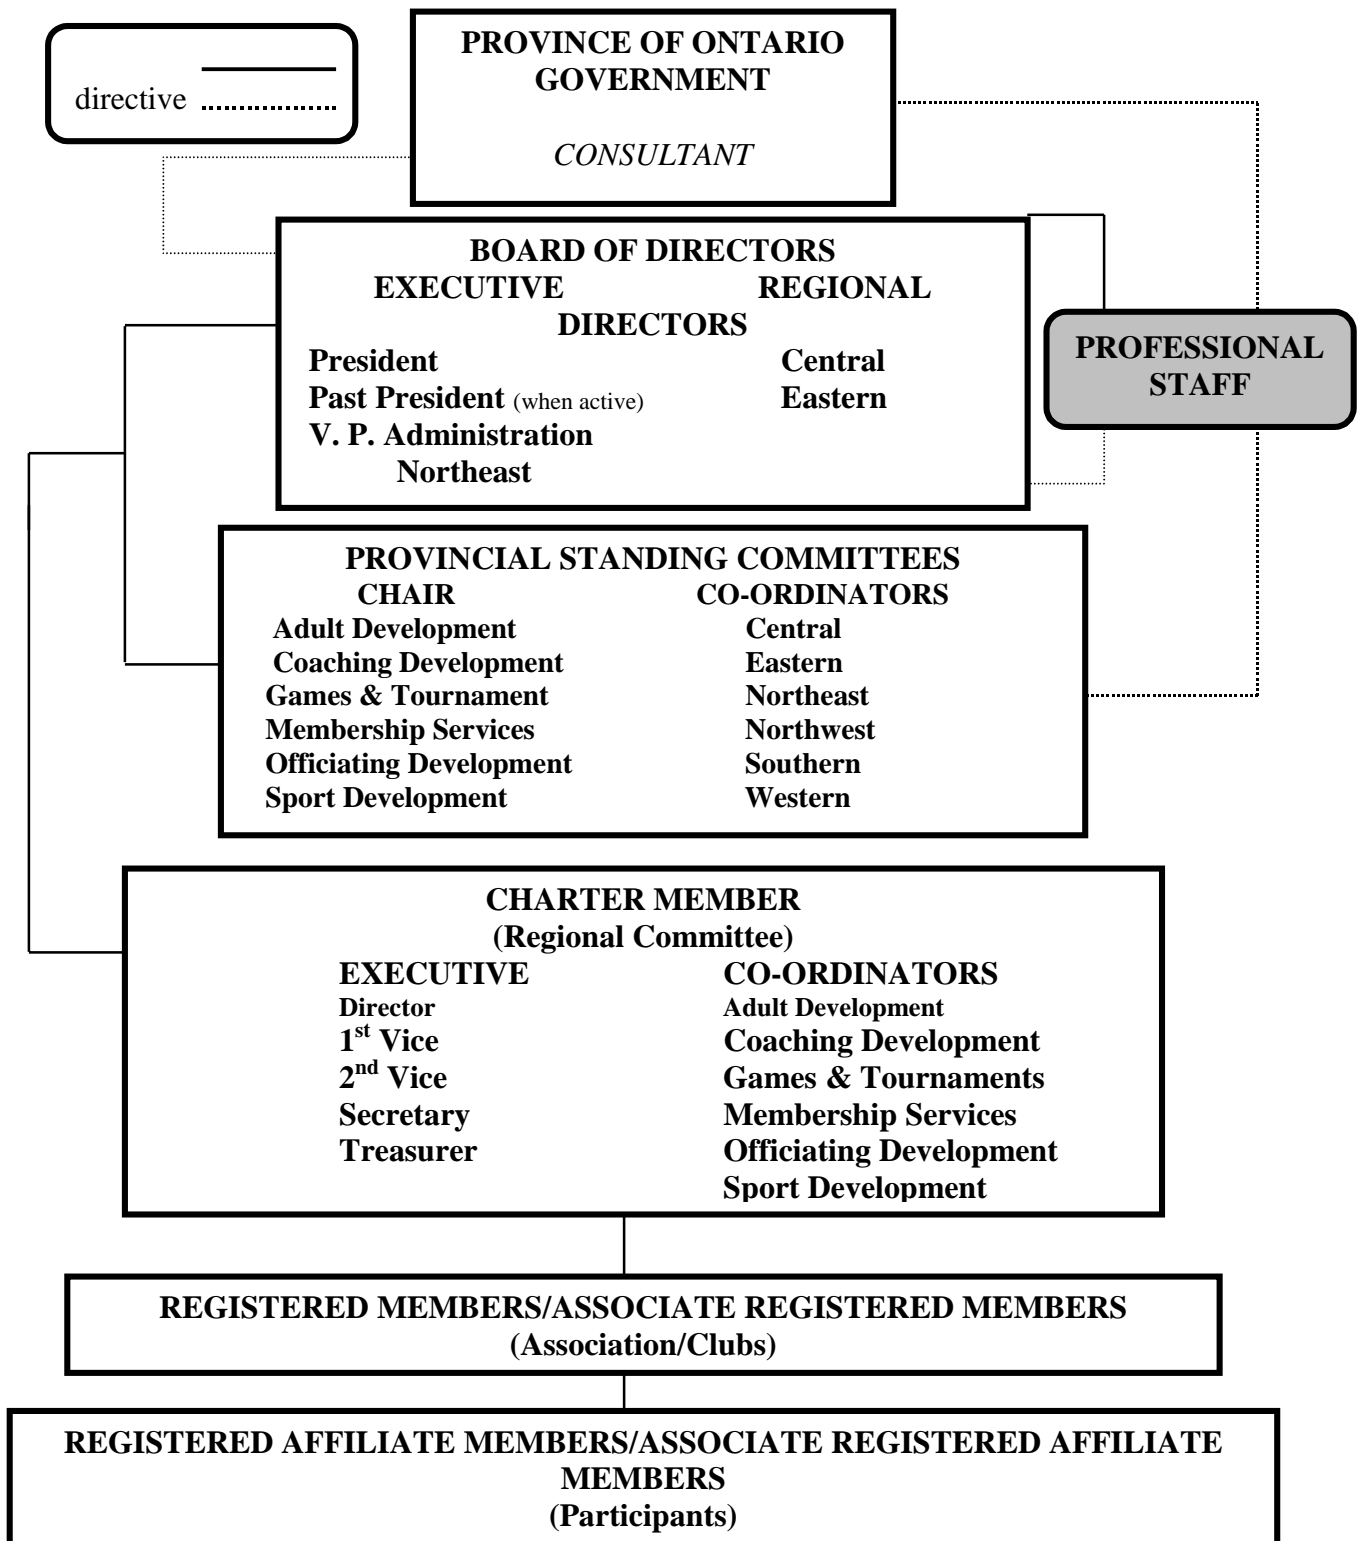 directive
PROVINCE OF ONTARIO
GOVERNMENT
CONSULTANT
BOARD OF DIRECTORS
EXECUTIVE REGIONAL
DIRECTORS
President Central
Past President (when active) Eastern
V. P. Administration
Northeast
PROFESSIONAL
STAFF
PROVINCIAL STANDING COMMITTEES
CHAIR CO-ORDINATORS
Adult Development Central
Coaching Development Eastern
Games & Tournament Northeast
Membership Services Northwest
Officiating Development Southern
Sport Development Western
CHARTER MEMBER
(Regional Committee)
EXECUTIVE CO-ORDINATORS
Director Adult Development
1st Vice Coaching Development
2nd Vice Games & Tournaments
Secretary Membership Services
Treasurer Officiating Development
Sport Development
REGISTERED MEMBERS/ASSOCIATE REGISTERED MEMBERS
(Association/Clubs)
REGISTERED AFFILIATE MEMBERS/ASSOCIATE REGISTERED AFFILIATE
MEMBERS
(Participants)